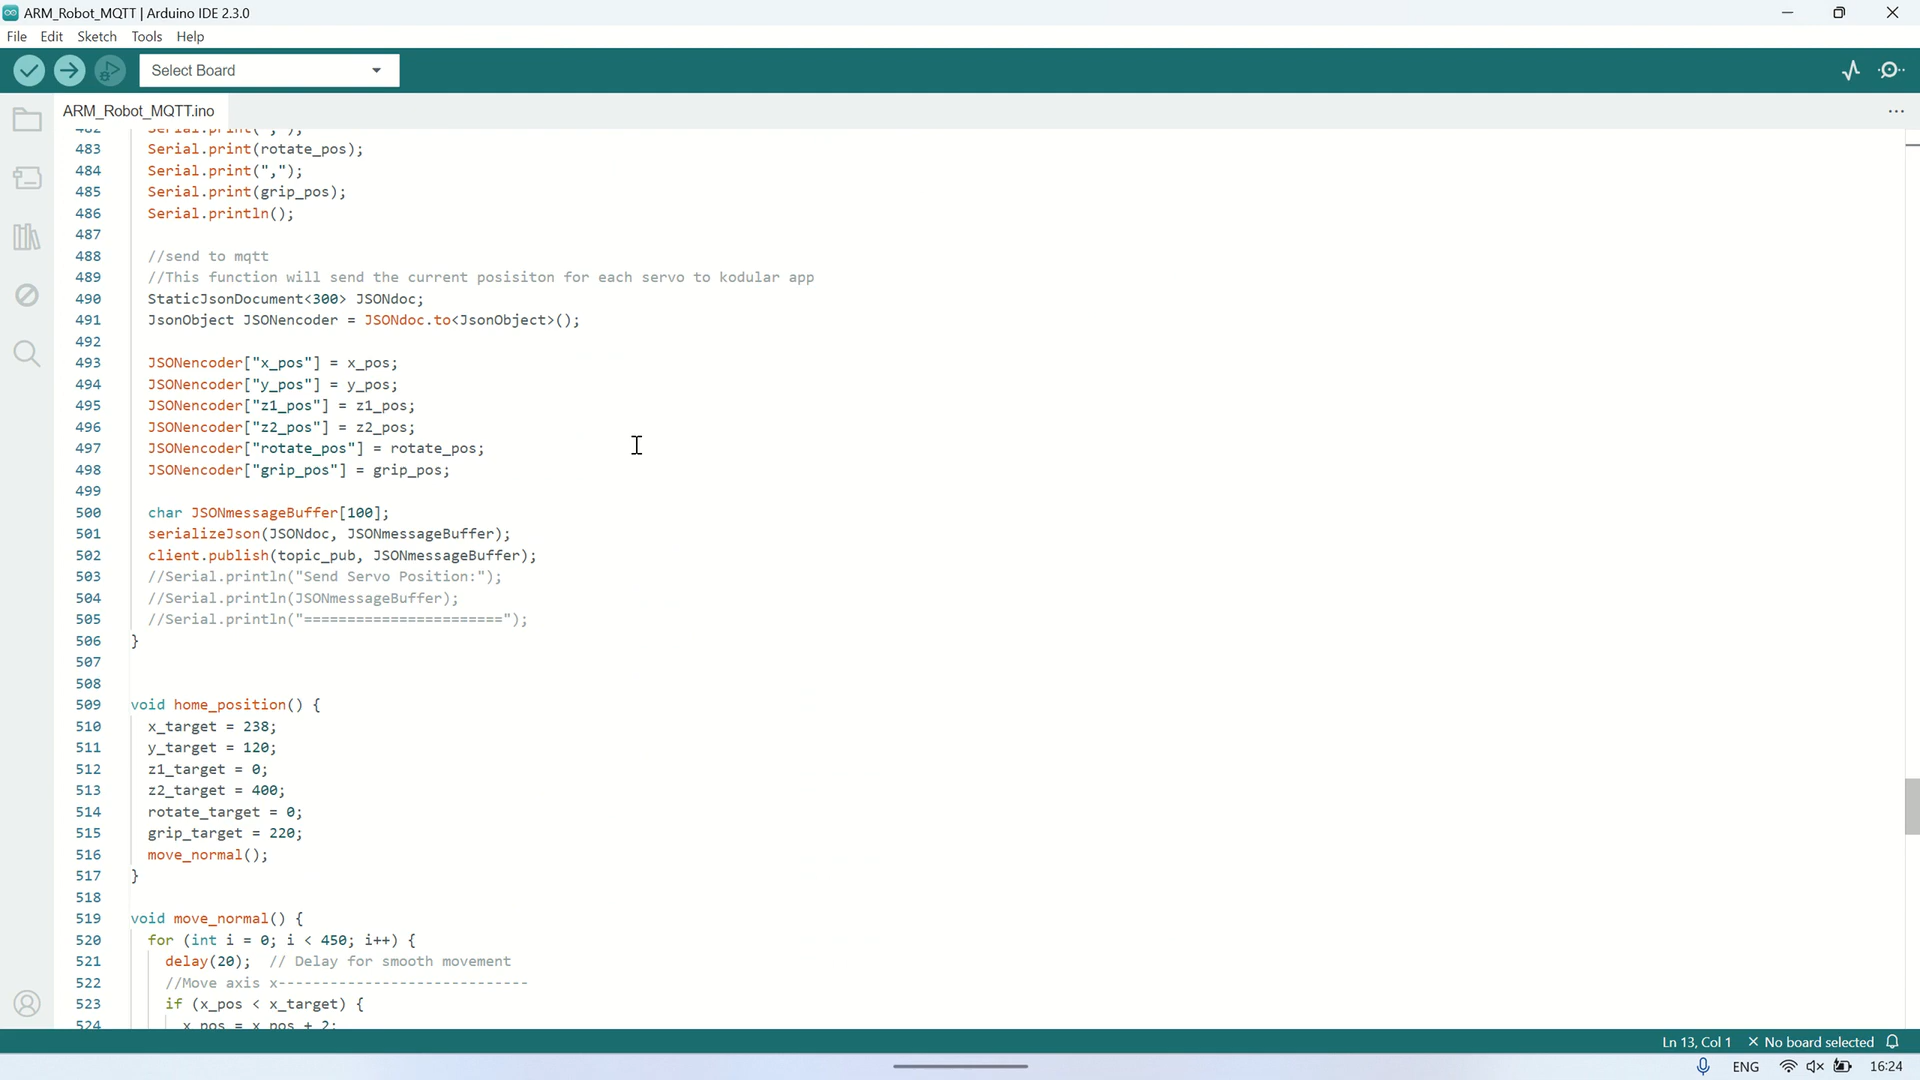 ARM_Robot_MQTT | Arduino IDE 2.3.0
File Edit Sketch Tools Help
Select Board
ARM_Robot_MQTT.ino
482 Serial.print(",");
483 Serial.print(rotate_pos);
484 Serial.print(",");
485 Serial.print(grip_pos);
486 Serial.println();
487
488 //send to mqtt
489 //This function will send the current posisiton for each servo to kodular app
490 StaticJsonDocument<300> JSONdoc;
491 JsonObject JSONencoder = JSONdoc.to<JsonObject>();
492
493 JSONencoder["x_pos"] = x_pos;
494 JSONencoder["y_pos"] = y_pos;
495 JSONencoder["z1_pos"] = z1_pos;
496 JSONencoder["z2_pos"] = z2_pos;
497 JSONencoder["rotate_pos"] = rotate_pos;
498 JSONencoder["grip_pos"] = grip_pos;
499
500 char JSONmessageBuffer[100];
501 serializeJson(JSONdoc, JSONmessageBuffer);
502 client.publish(topic_pub, JSONmessageBuffer);
503 //Serial.println("Send Servo Position:");
504 //Serial.println(JSONmessageBuffer);
505 //Serial.println("=======================");
506 }
507
508
509 void home_position() {
510 x_target = 238;
511 y_target = 120;
512 z1_target = 0;
513 z2_target = 400;
514 rotate_target = 0;
515 grip_target = 220;
516 move_normal();
517 }
518
519 void move_normal() {
520 for (int i = 0; i < 450; i++) {
521 delay(20); // Delay for smooth movement
522 //Move axis x-----------------------------
523 if (x_pos < x_target) {
524 x_pos = x_pos + 2;
Ln 13, Col 1 × No board selected
ENG 16:24